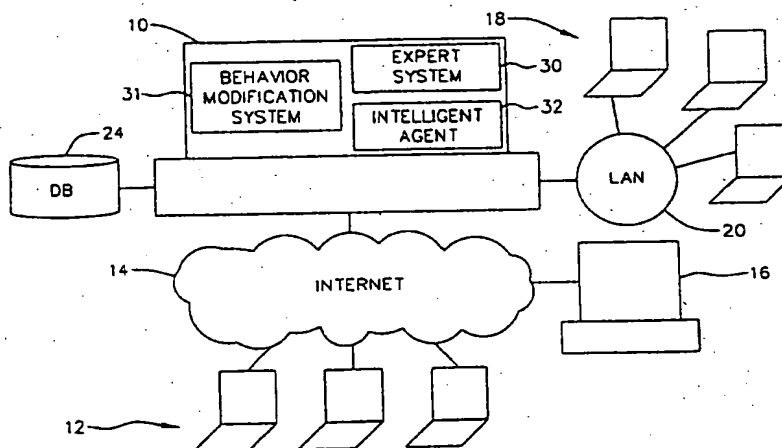 10
18
EXPERT
SYSTEM
30
BEHAVIOR
MODIFICATION
SYSTEM
31
32
INTELLIGENT
AGENT
24
DB
LAN
20
14
INTERNET
16
12